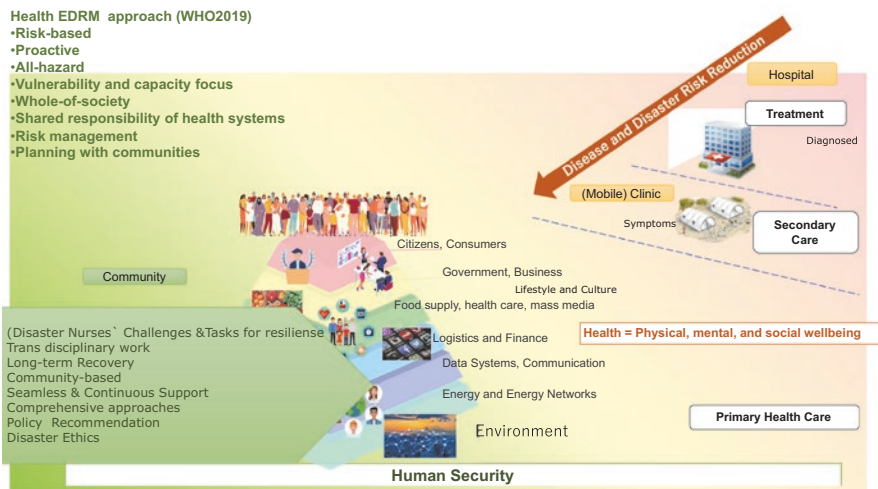 Health EDRM  approach (WHO2019)
•Risk-based
•Proactive
•All-hazard
•Vulnerability and capacity focus
•Whole-of-society
•Shared responsibility of health systems
•Risk management
•Planning with communities
Disease and Disaster Risk Reduction
Hospital
Treatment
Diagnosed
(Mobile) Clinic
Symptoms
Secondary
Care
Citizens, Consumers
Community
Government, Business
Lifestyle and Culture
Food supply, health care, mass media
(Disaster Nurses` Challenges &Tasks for resiliense
Trans disciplinary work
Long-term Recovery
Community-based
Seamless & Continuous Support
Comprehensive approaches
Policy  Recommendation
Disaster Ethics
Logistics and Finance
Health = Physical, mental, and social wellbeing
Data Systems, Communication
Energy and Energy Networks
Primary Health Care
Environment
Human Security